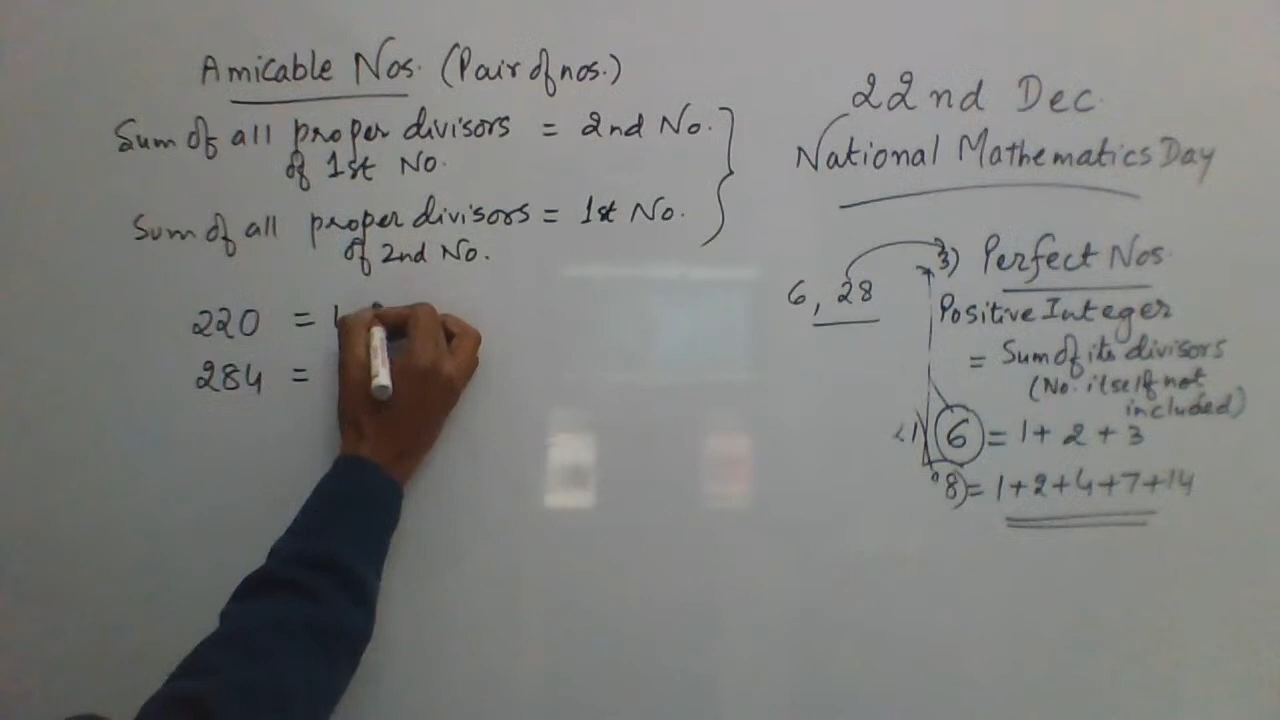 Amicable Nos. (Pair of nos.)
Sum of all proper divisors = 2nd No.
of 1st No.
Sum of all proper divisors = 1st No.
of 2nd No.
220 =
284 =
22nd Dec.
National Mathematics Day
3) Perfect Nos.
6, 28
Positive Integer
= Sum of its divisors
(No. itself not
included)
6 = 1 + 2 + 3
8) = 1+2+4+7+14